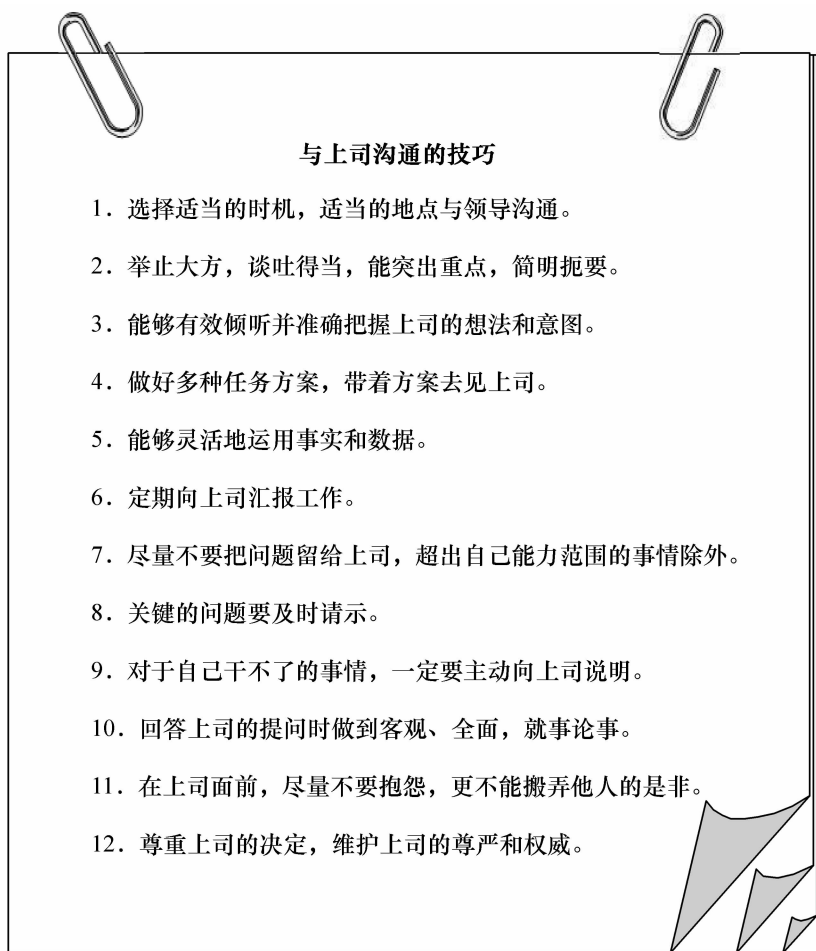 与上司沟通的技巧
1．选择适当的时机，适当的地点与领导沟通。
2．举止大方，谈吐得当，能突出重点，简明扼要。
3．能够有效倾听并准确把握上司的想法和意图。
4．做好多种任务方案，带着方案去见上司。
5．能够灵活地运用事实和数据。
6．定期向上司汇报工作。
7．尽量不要把问题留给上司，超出自己能力范围的事情除外。
8．关键的问题要及时请示。
9．对于自己干不了的事情，一定要主动向上司说明。
10．回答上司的提问时做到客观、全面，就事论事。
11．在上司面前，尽量不要抱怨，更不能搬弄他人的是非。
12．尊重上司的决定，维护上司的尊严和权威。